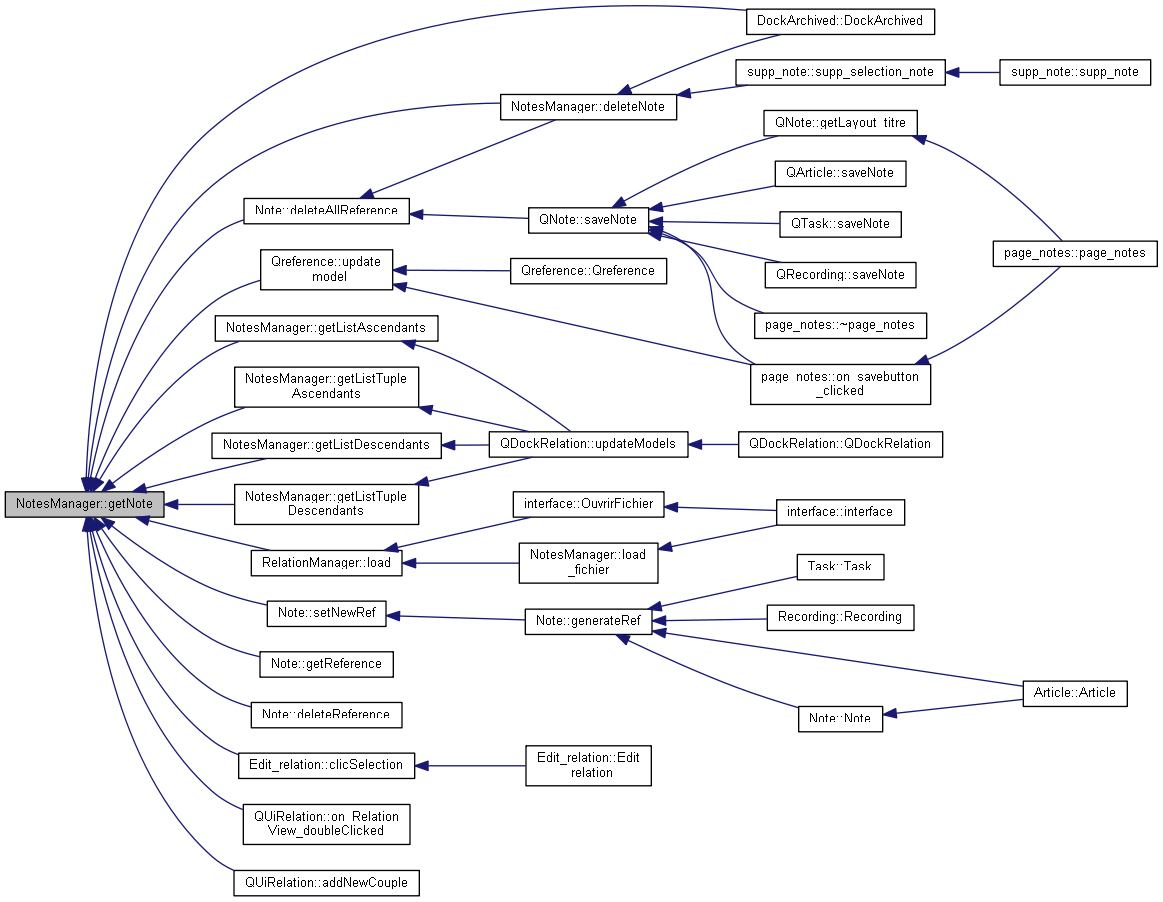 DockArchived::DockArchived
supp_note::supp_selection_note
supp_note::supp_note
NotesManager::deleteNote
QNote::getLayout_titre
QArticle::saveNote
Note::deleteAllReference
QNote::saveNote
QTask::saveNote
page_notes::page_notes
Qreference::update
model
Qreference::Qreference
QRecording::saveNote
NotesManager::getListAscendants
page_notes::~page_notes
NotesManager::getListTuple
Ascendants
page_notes::on_savebutton
_clicked
NotesManager::getListDescendants
QDockRelation::updateModels
QDockRelation::QDockRelation
NotesManager::getNote
NotesManager::getListTuple
Descendants
interface::OuvrirFichier
interface::interface
RelationManager::load
NotesManager::load
_fichier
Task::Task
Note::setNewRef
Note::generateRef
Recording::Recording
Note::getReference
Article::Article
Note::deleteReference
Note::Note
Edit_relation::clicSelection
Edit_relation::Edit
_relation
QUiRelation::on_Relation
View_doubleClicked
QUiRelation::addNewCouple